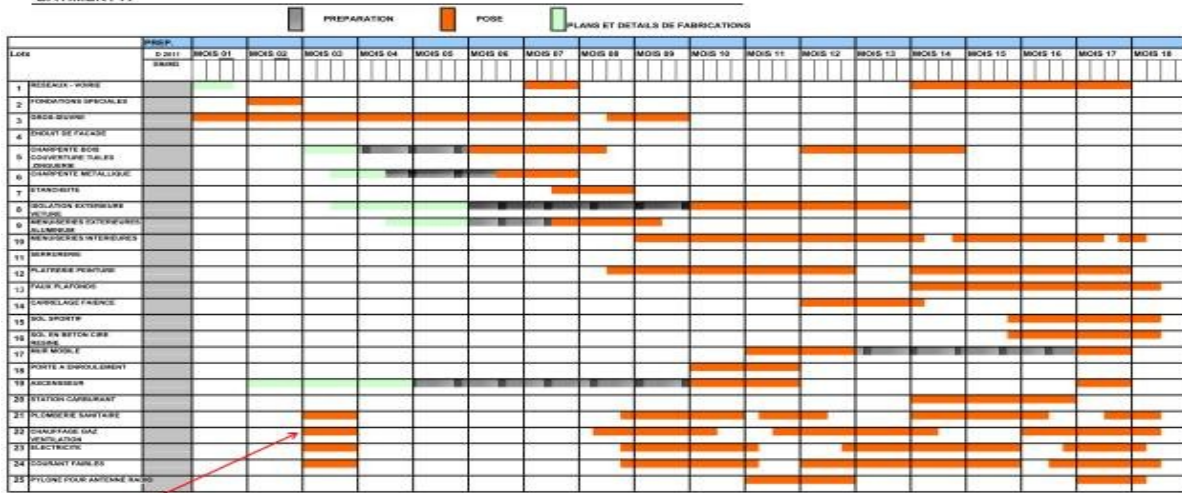 PREPARATION
POSE
PLANS ET DETAILS DE FABRICATIONS
Lots
PREP.
MOIS 01
MOIS 02
MOIS 03
MOIS 04
MOIS 05
MOIS 06
MOIS 07
MOIS 08
MOIS 09
MOIS 10
MOIS 11
MOIS 12
MOIS 13
MOIS 14
MOIS 15
MOIS 16
MOIS 17
MOIS 18
1 RESEAUX - VOIRIE
2 FONDATIONS SPECIALES
3 GROS-ŒUVRE
4 ENDUIT DE FACADE
5 CHARPENTE BOIS
COUVERTURE TUILES
ZINGUERIE
6 CHARPENTE METALLIQUE
7 ETANCHEITE
8 ISOLATION EXTERIEURE
VETURE
9 MENUISERIES EXTERIEURES
ALUMINIUM
10 MENUISERIES INTERIEURES
11 SERRURERIE
12 PLATRERIE PEINTURE
13 FAUX PLAFONDS
14 CARRELAGE FAIENCE
15 SOL SPORTIF
16 SOL EN BETON CIRE
RESINE
17 MUR MOBILE
18 PORTE A ENROULEMENT
19 ASCENSEUR
20 STATION CARBURANT
21 PLOMBERIE SANITAIRE
22 CHAUFFAGE GAZ
VENTILATION
23 ELECTRICITE
24 COURANT FAIBLES
25 PYLONE POUR ANTENNE RADIO